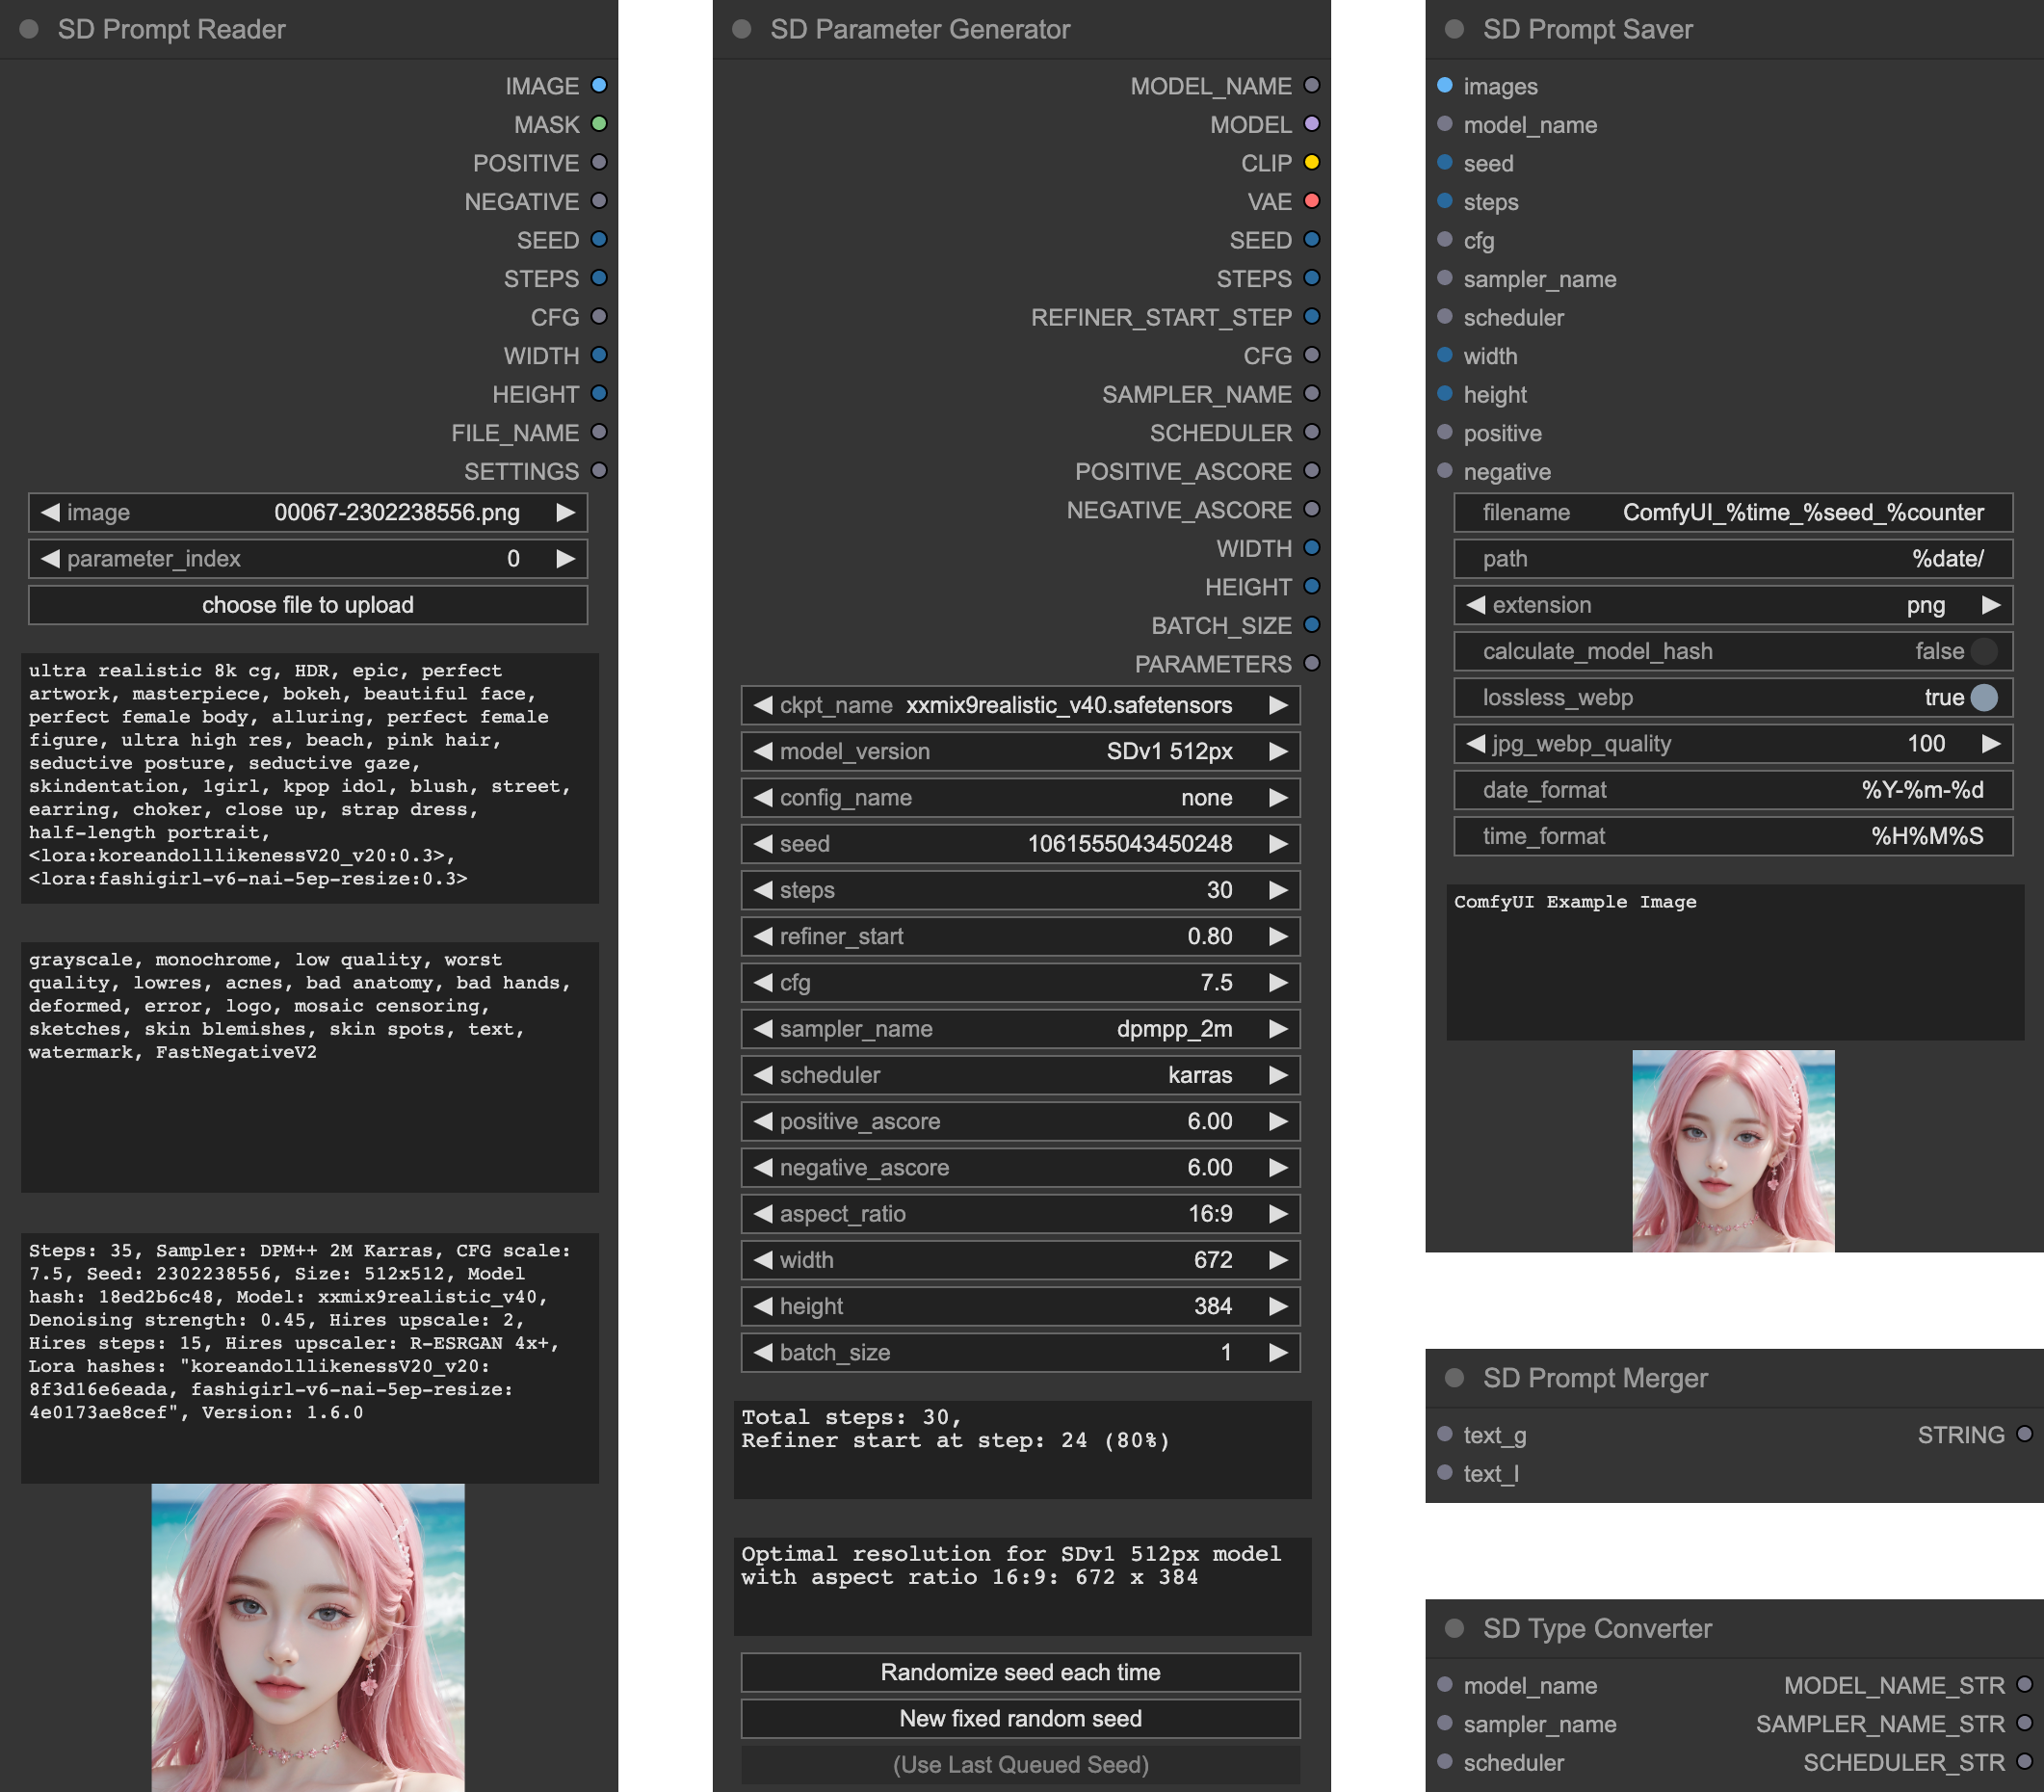 SD Prompt Reader
IMAGE
MASK
POSITIVE
NEGATIVE
SEED
STEPS
CFG
WIDTH
HEIGHT
FILE_NAME
SETTINGS
image 00067-2302238556.png
parameter_index 0
choose file to upload
ultra realistic 8k cg, HDR, epic, perfect
artwork, masterpiece, bokeh, beautiful face,
perfect female body, alluring, perfect female
figure, ultra high res, beach, pink hair,
seductive posture, seductive gaze,
skindentation, 1girl, kpop idol, blush, street,
earring, choker, close up, strap dress,
half-length portrait,
<lora:koreandolllikenessV20_v20:0.3>,
<lora:fashigirl-v6-nai-5ep-resize:0.3>
grayscale, monochrome, low quality, worst
quality, lowres, acnes, bad anatomy, bad hands,
deformed, error, logo, mosaic censoring,
sketches, skin blemishes, skin spots, text,
watermark, FastNegativeV2
Steps: 35, Sampler: DPM++ 2M Karras, CFG scale:
7.5, Seed: 2302238556, Size: 512x512, Model
hash: 18ed2b6c48, Model: xxmix9realistic_v40,
Denoising strength: 0.45, Hires upscale: 2,
Hires steps: 15, Hires upscaler: R-ESRGAN 4x+,
Lora hashes: "koreandolllikenessV20_v20:
8f3d16e6eada, fashigirl-v6-nai-5ep-resize:
4e0173ae8cef", Version: 1.6.0
SD Parameter Generator
MODEL_NAME
MODEL
CLIP
VAE
SEED
STEPS
REFINER_START_STEP
CFG
SAMPLER_NAME
SCHEDULER
POSITIVE_ASCORE
NEGATIVE_ASCORE
WIDTH
HEIGHT
BATCH_SIZE
PARAMETERS
ckpt_name xxmix9realistic_v40.safetensors
model_version SDv1 512px
config_name none
seed 1061555043450248
steps 30
refiner_start 0.80
cfg 7.5
sampler_name dpmpp_2m
scheduler karras
positive_ascore 6.00
negative_ascore 6.00
aspect_ratio 16:9
width 672
height 384
batch_size 1
Total steps: 30,
Refiner start at step: 24 (80%)
Optimal resolution for SDv1 512px model
with aspect ratio 16:9: 672 x 384
Randomize seed each time
New fixed random seed
(Use Last Queued Seed)
SD Prompt Saver
images
model_name
seed
steps
cfg
sampler_name
scheduler
width
height
positive
negative
filename ComfyUI_%time_%seed_%counter
path %date/
extension png
calculate_model_hash false
lossless_webp true
jpg_webp_quality 100
date_format %Y-%m-%d
time_format %H%M%S
ComfyUI Example Image
SD Prompt Merger
text_g STRING
text_l
SD Type Converter
model_name MODEL_NAME_STR
sampler_name SAMPLER_NAME_STR
scheduler SCHEDULER_STR